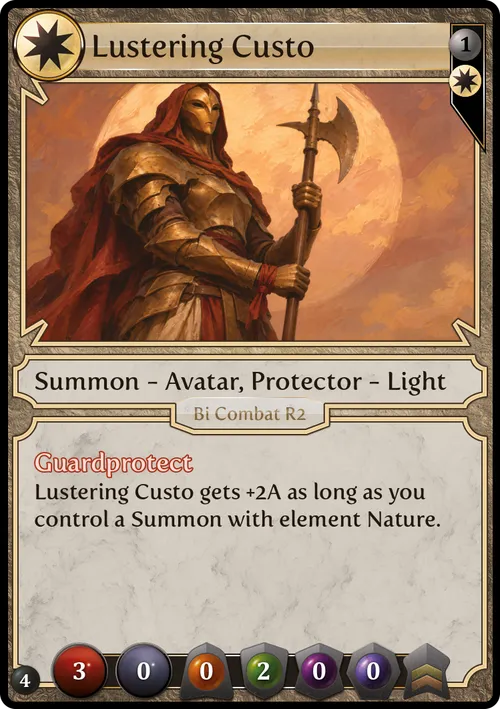 Lustering Custo
1
Summon – Avatar, Protector – Light
Bi Combat R2
Guardprotect
Lustering Custo gets +2A as long as you
control a Summon with element Nature.
4
3* 0* 0 2 0 0